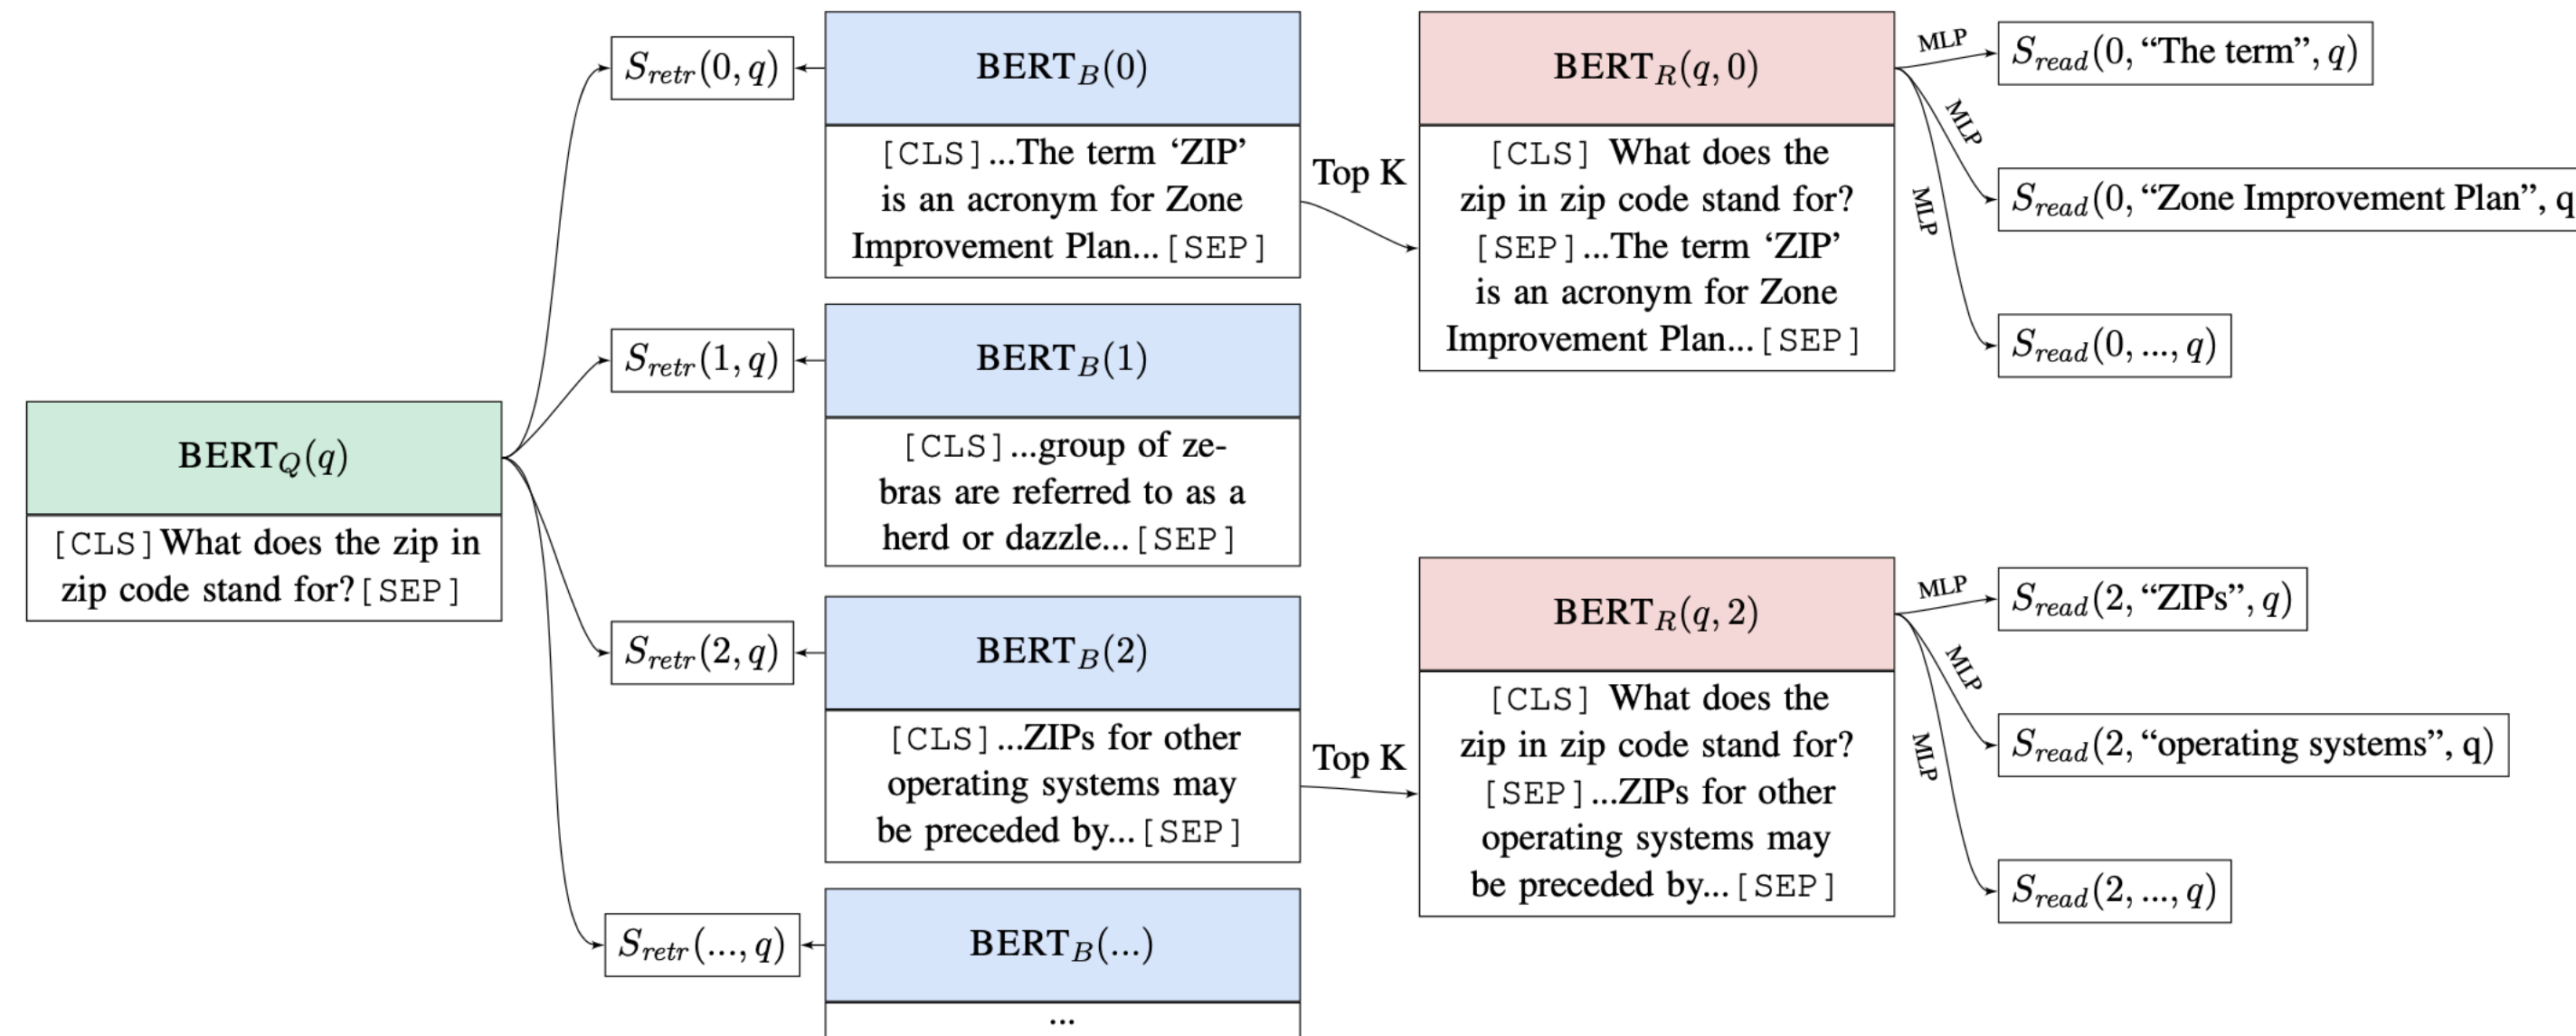 BERT_Q(q)
[CLS]What does the zip in
zip code stand for?[SEP]
S_retr(0, q)
S_retr(1, q)
S_retr(2, q)
S_retr(..., q)
BERT_B(0)
[CLS]...The term ‘ZIP’
is an acronym for Zone
Improvement Plan...[SEP]
BERT_B(1)
[CLS]...group of ze-
bras are referred to as a
herd or dazzle...[SEP]
BERT_B(2)
[CLS]...ZIPs for other
operating systems may
be preceded by...[SEP]
BERT_B(...)
...
Top K
Top K
BERT_R(q, 0)
[CLS] What does the
zip in zip code stand for?
[SEP]...The term ‘ZIP’
is an acronym for Zone
Improvement Plan...[SEP]
MLP
MLP
MLP
S_read(0, “The term”, q)
S_read(0, “Zone Improvement Plan”, q
S_read(0, ..., q)
BERT_R(q, 2)
[CLS] What does the
zip in zip code stand for?
[SEP]...ZIPs for other
operating systems may
be preceded by...[SEP]
MLP
MLP
MLP
S_read(2, “ZIPs”, q)
S_read(2, “operating systems”, q)
S_read(2, ..., q)